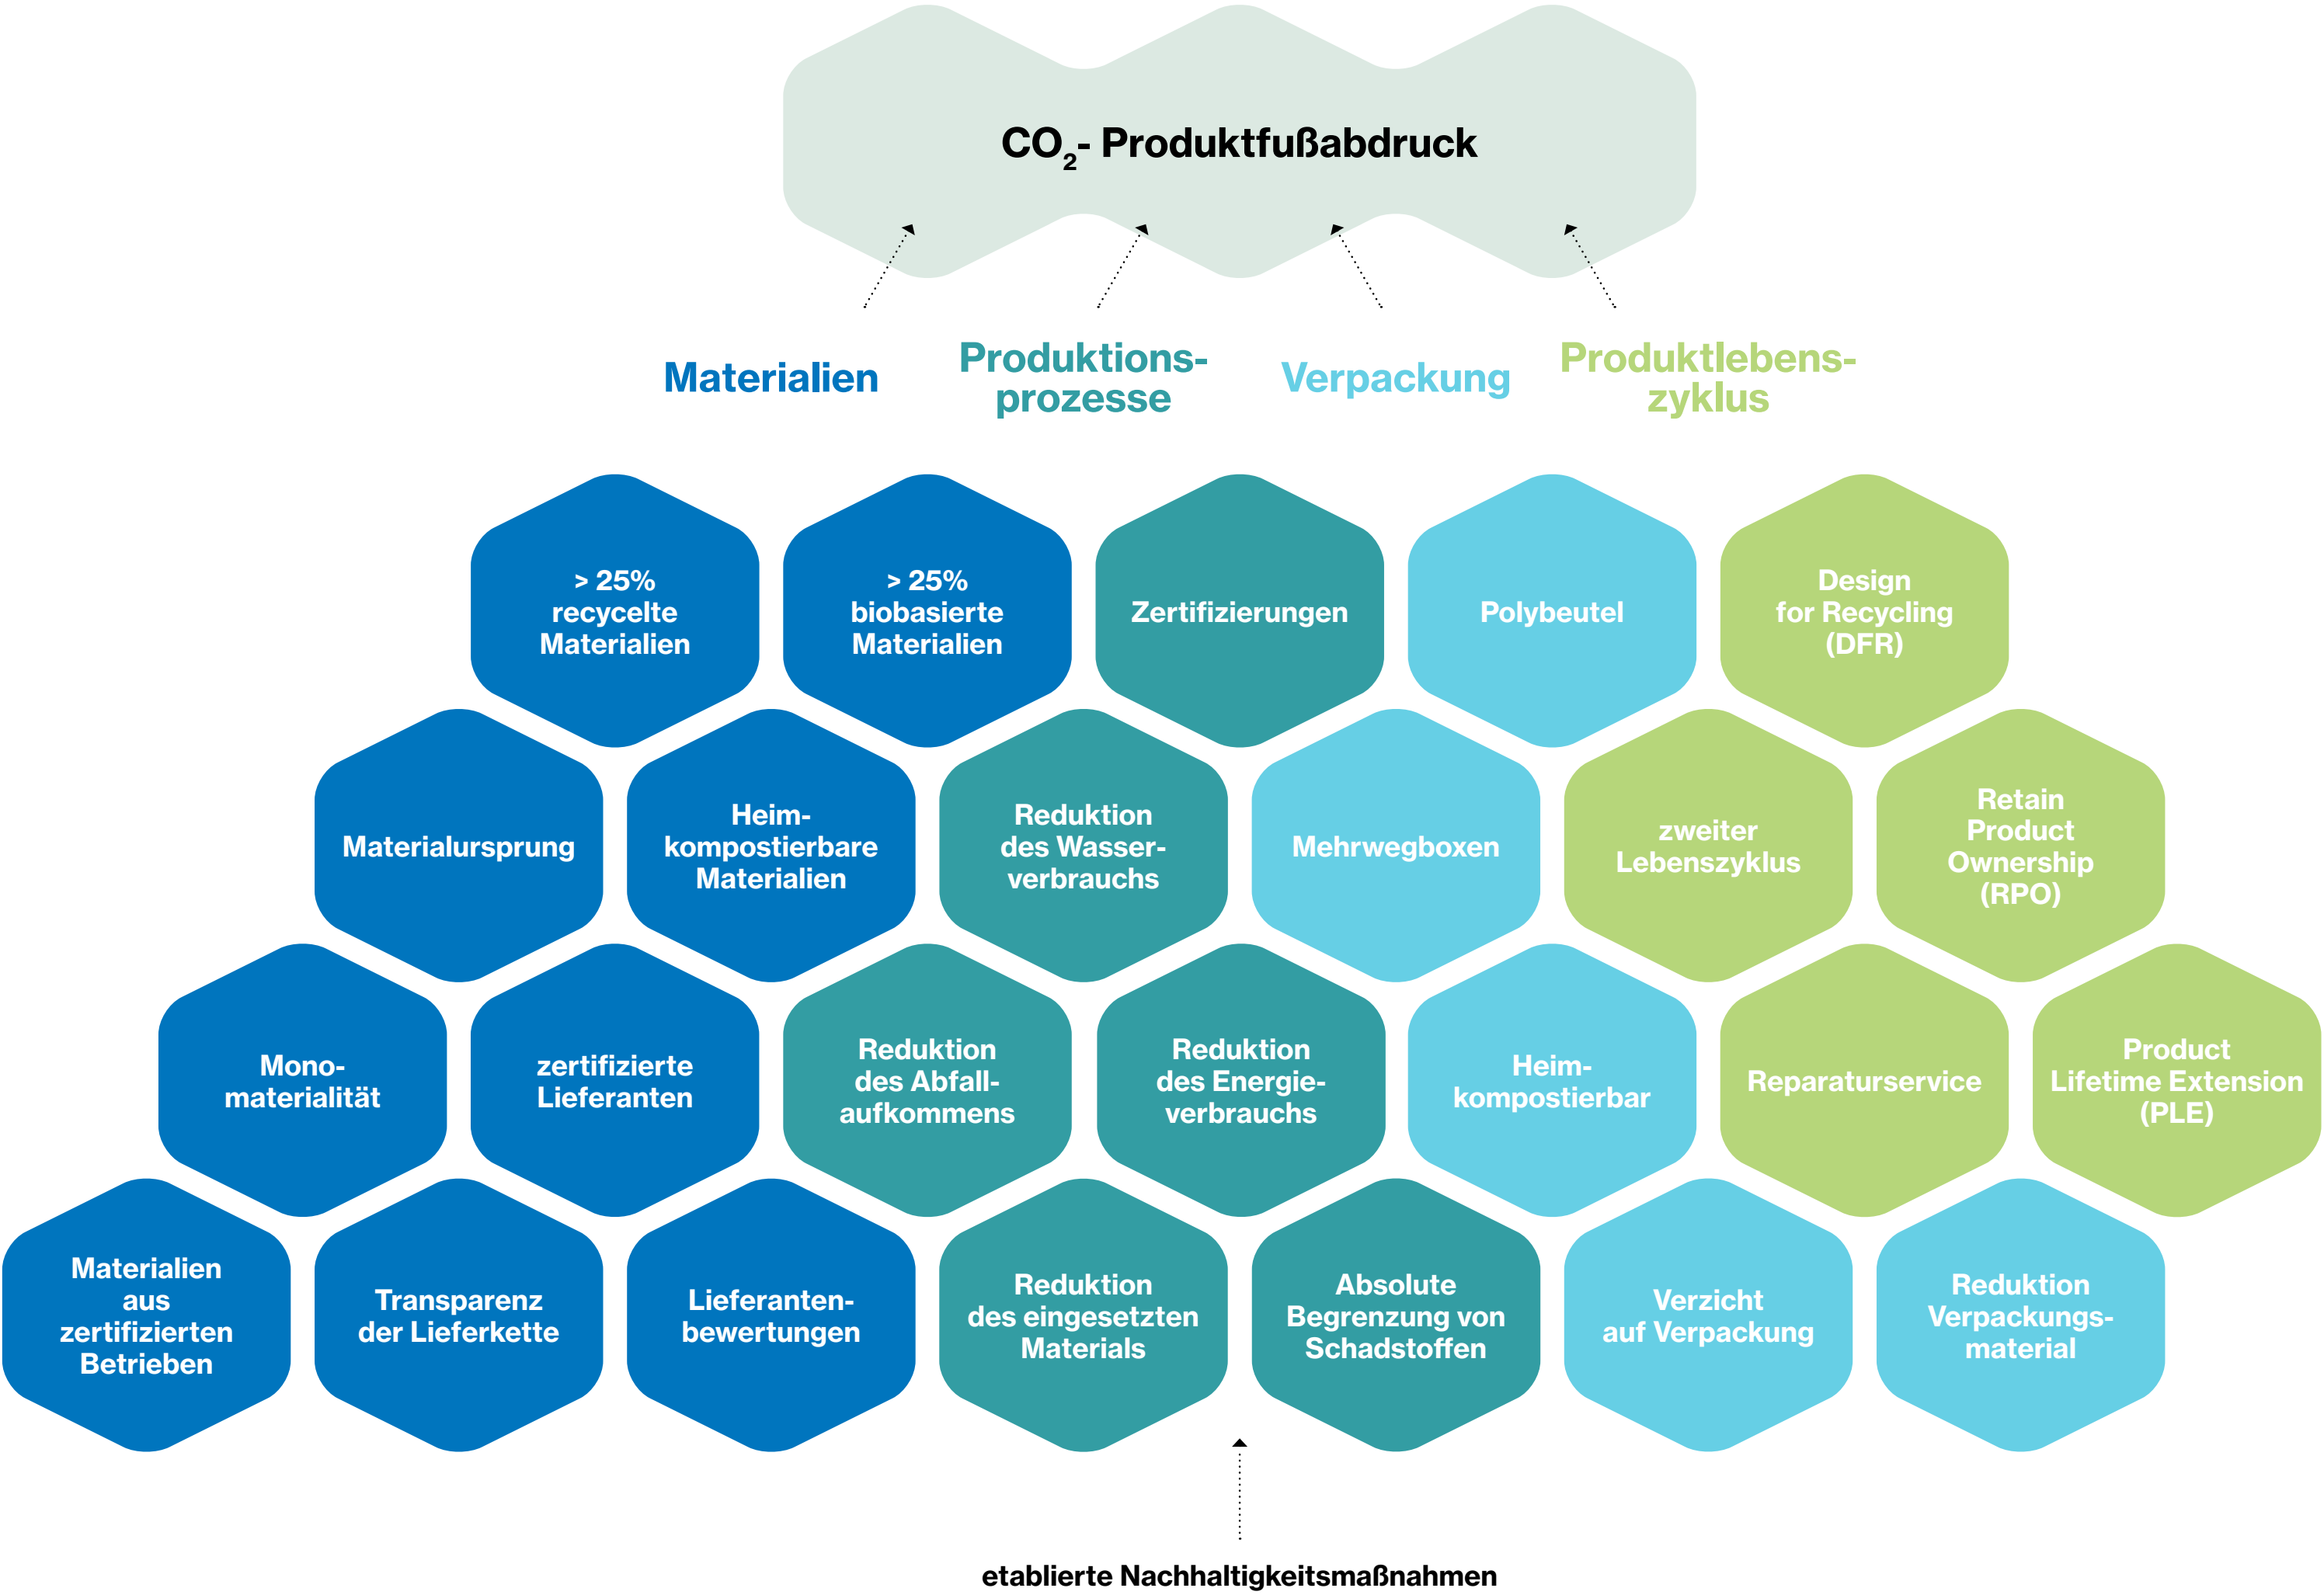 CO₂- Produktfußabdruck
Materialien
Produktions-
prozesse
Verpackung
Produktlebens-
zyklus
> 25%
recycelte
Materialien
> 25%
biobasierte
Materialien
Zertifizierungen
Polybeutel
Design
for Recycling
(DFR)
Materialursprung
Heim-
kompostierbare
Materialien
Reduktion
des Wasser-
verbrauchs
Mehrwegboxen
zweiter
Lebenszyklus
Retain
Product
Ownership
(RPO)
Mono-
materialität
zertifizierte
Lieferanten
Reduktion
des Abfall-
aufkommens
Reduktion
des Energie-
verbrauchs
Heim-
kompostierbar
Reparaturservice
Product
Lifetime Extension
(PLE)
Materialien
aus
zertifizierten
Betrieben
Transparenz
der Lieferkette
Lieferanten-
bewertungen
Reduktion
des eingesetzten
Materials
Absolute
Begrenzung von
Schadstoffen
Verzicht
auf Verpackung
Reduktion
Verpackungs-
material
etablierte Nachhaltigkeitsmaßnahmen